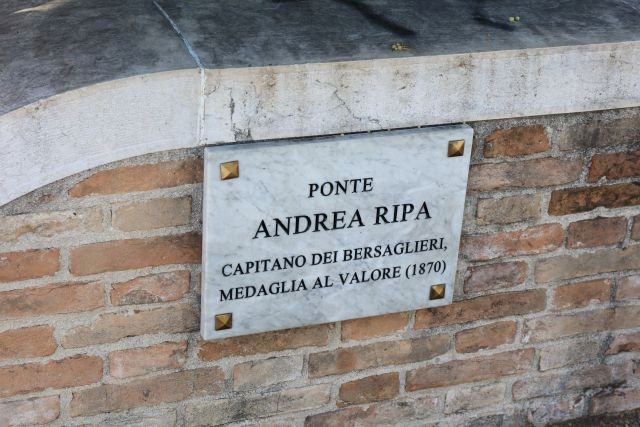 PONTE
ANDREA RIPA
CAPITANO DEI BERSAGLIERI,
MEDAGLIA AL VALORE (1870)